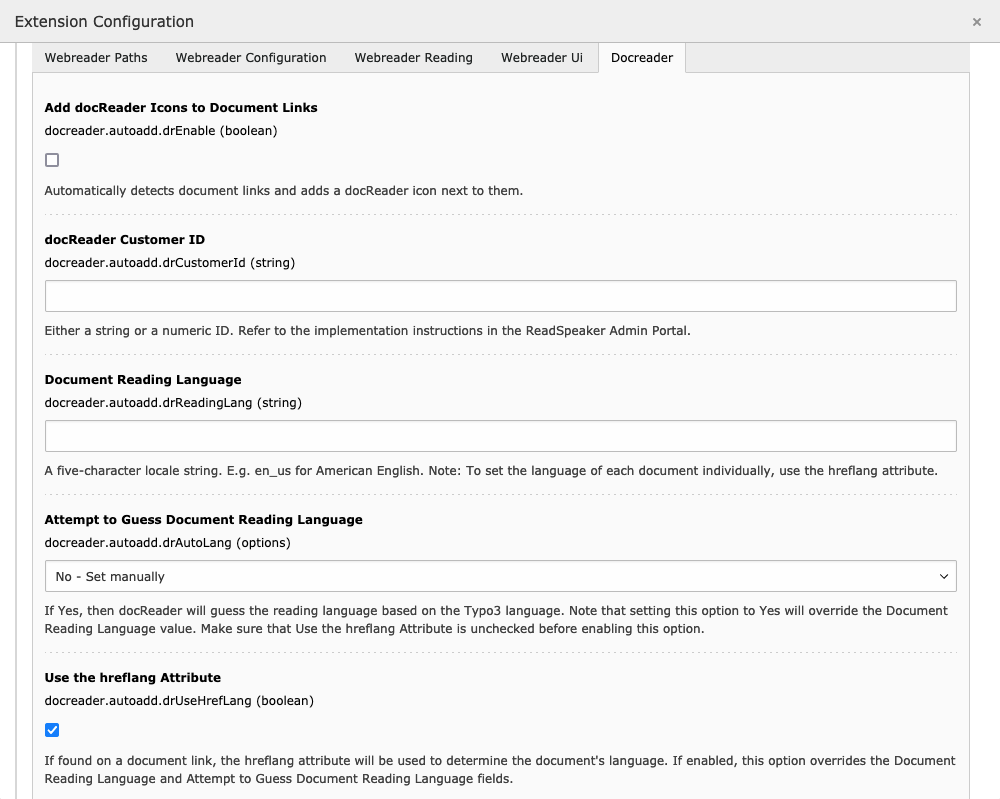 Extension Configuration
×
Webreader Paths Webreader Configuration Webreader Reading Webreader Ui Docreader
Add docReader Icons to Document Links
docreader.autoadd.drEnable (boolean)
Automatically detects document links and adds a docReader icon next to them.
docReader Customer ID
docreader.autoadd.drCustomerId (string)
Either a string or a numeric ID. Refer to the implementation instructions in the ReadSpeaker Admin Portal.
Document Reading Language
docreader.autoadd.drReadingLang (string)
A five-character locale string. E.g. en_us for American English. Note: To set the language of each document individually, use the hreflang attribute.
Attempt to Guess Document Reading Language
docreader.autoadd.drAutoLang (options)
No - Set manually
If Yes, then docReader will guess the reading language based on the Typo3 language. Note that setting this option to Yes will override the Document
Reading Language value. Make sure that Use the hreflang Attribute is unchecked before enabling this option.
Use the hreflang Attribute
docreader.autoadd.drUseHrefLang (boolean)
If found on a document link, the hreflang attribute will be used to determine the document's language. If enabled, this option overrides the Document
Reading Language and Attempt to Guess Document Reading Language fields.